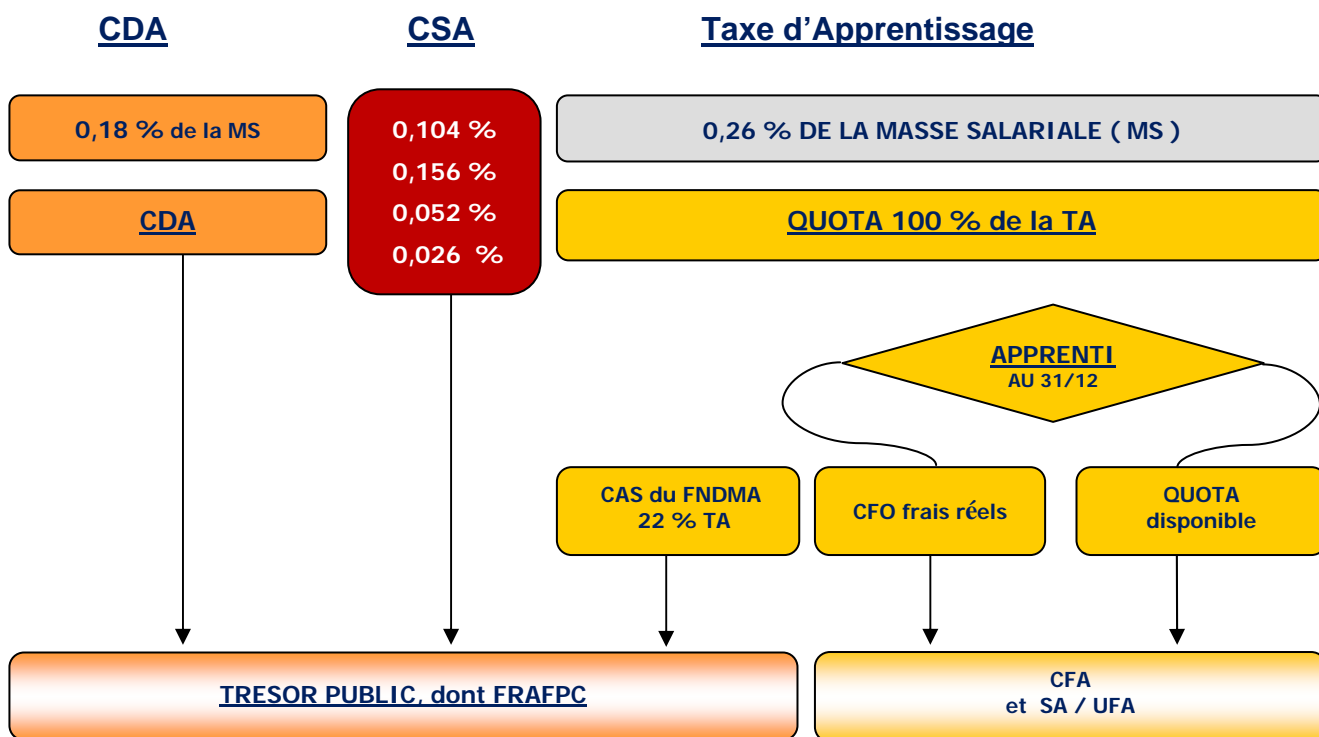 CDA
CSA
Taxe d'Apprentissage
0,18 % de la MS
0,104 %
0,156 %
0,052 %
0,026 %
0,26 % DE LA MASSE SALARIALE ( MS )
CDA
QUOTA 100 % de la TA
APPRENTI
AU 31/12
CAS du FNDMA
22 % TA
CFO frais réels
QUOTA
disponible
TRESOR PUBLIC, dont FRAFPC
CFA
et SA / UFA